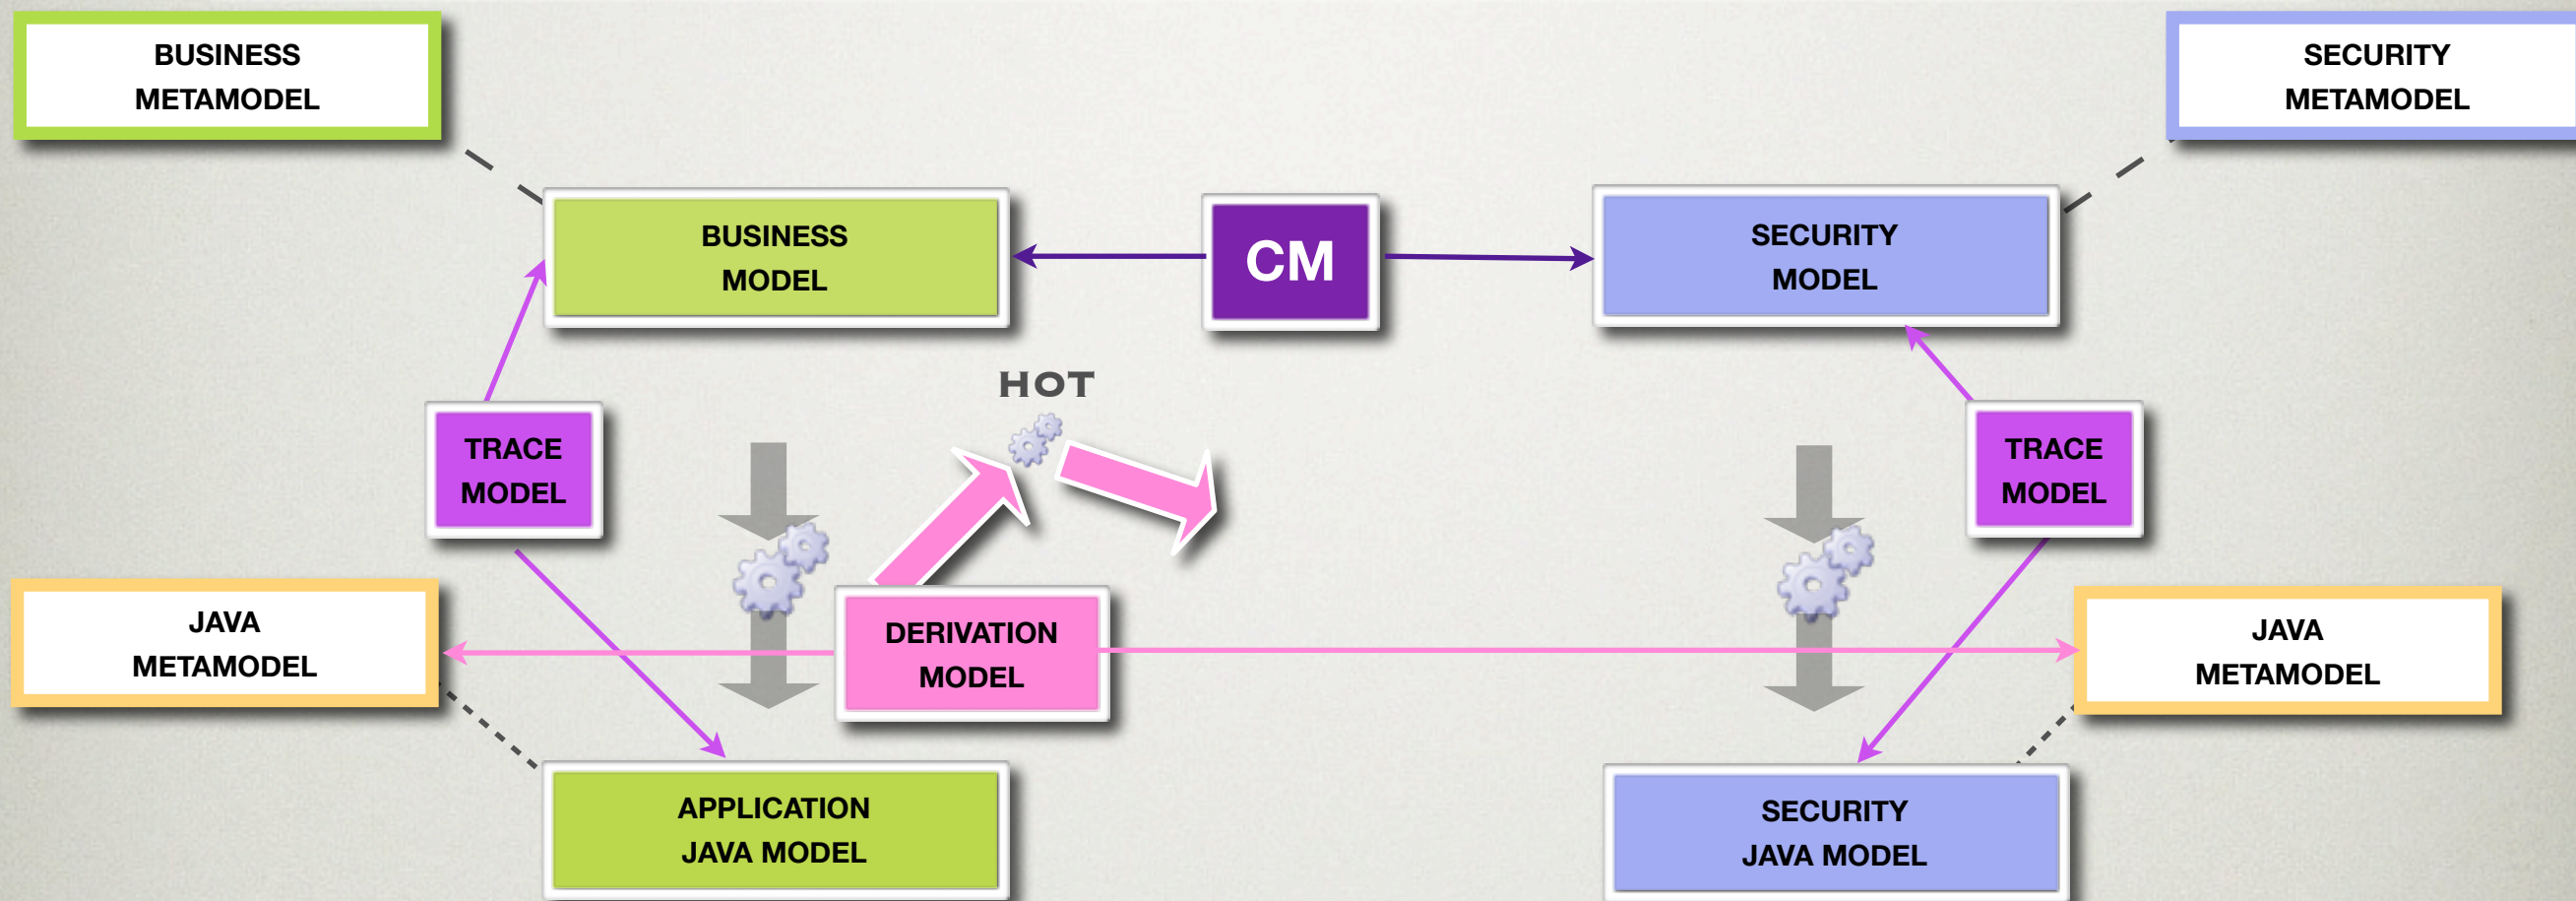 BUSINESS
METAMODEL
SECURITY
METAMODEL
BUSINESS
MODEL
CM
SECURITY
MODEL
HOT
TRACE
MODEL
TRACE
MODEL
JAVA
METAMODEL
DERIVATION
MODEL
JAVA
METAMODEL
APPLICATION
JAVA MODEL
SECURITY
JAVA MODEL